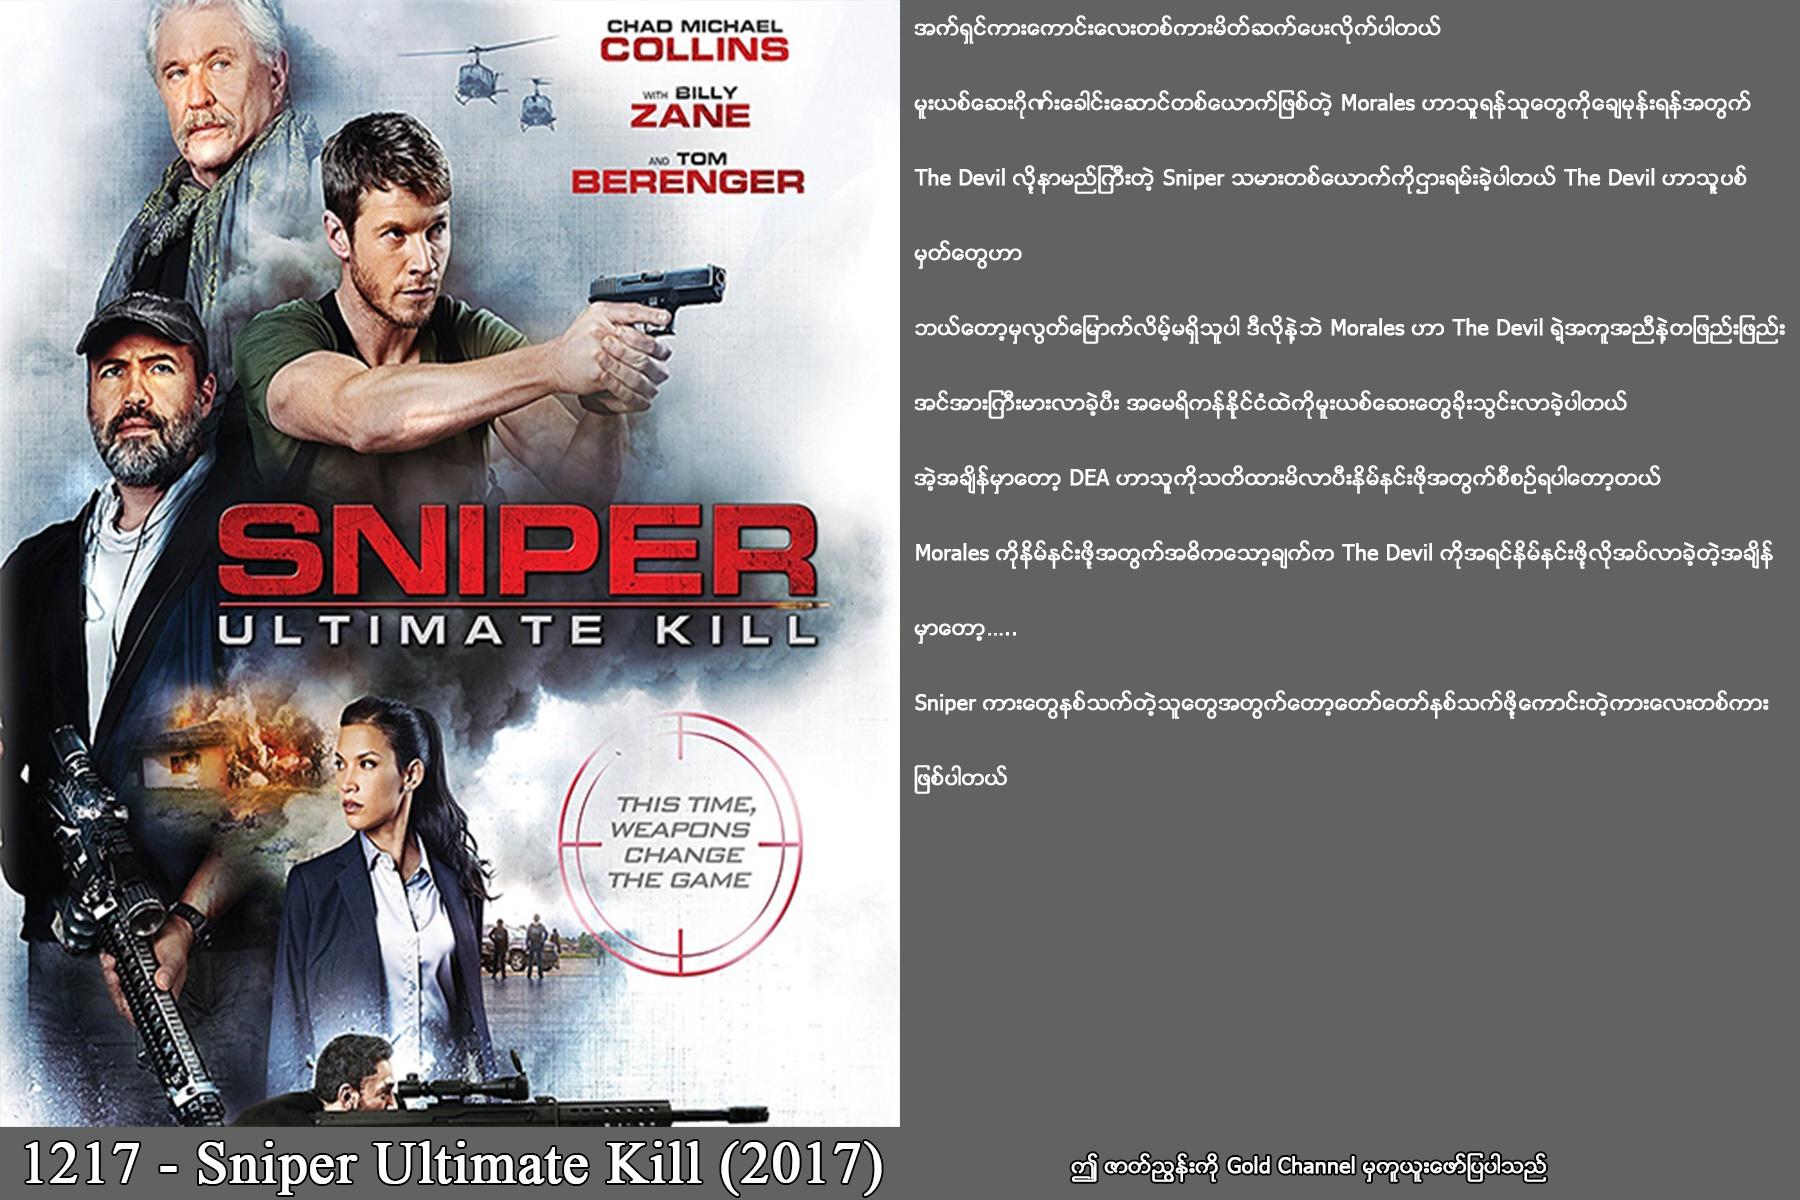 CHAD MICHAEL
COLLINS
WITH BILLY
ZANE
AND TOM
BERENGER
SNIPER
ULTIMATE KILL
THIS TIME,
WEAPONS
CHANGE
THE GAME
1217 - Sniper Ultimate Kill (2017)
အက်ရှင်ကားကောင်းလေးတစ်ကားမိတ်ဆက်ပေးလိုက်ပါတယ်
မူးယစ်ဆေးဂိုဏ်းခေါင်းဆောင်တစ်ယောက်ဖြစ်တဲ့ Morales ဟာသူရန်သူတွေကိုချေမုန်းရန်အတွက်
The Devil လို့နာမည်ကြီးတဲ့ Sniper သမားတစ်ယောက်ကိုဌားရမ်းခဲ့ပါတယ် The Devil ဟာသူ့ပစ်
မှတ်တွေဟာ
ဘယ်တော့မှလွတ်မြောက်လိမ့်မရှိသူပါ ဒီလိုနဲ့ဘဲ Morales ဟာ The Devil ရဲ့အကူအညီနဲ့တဖြည်းဖြည်း
အင်အားကြီးမားလာခဲ့ပီး အမေရိကန်နိုင်ငံထဲကိုမူးယစ်ဆေးတွေခိုးသွင်းလာခဲ့ပါတယ်
အဲ့အချိန်မှာတော့ DEA ဟာသူ့ကိုသတိထားမိလာပီးနှိမ်နင်းဖို့အတွက်စီစဉ်ရပါတော့တယ်
Morales ကိုနှိမ်နင်းဖို့အတွက်အဓိကသော့ချက်က The Devil ကိုအရင်နှိမ်နင်းဖို့လိုအပ်လာခဲ့တဲ့အချိန်
မှာတော့.....
Sniper ကားတွေနှစ်သက်တဲ့သူတွေအတွက်တော့တော်တော်နှစ်သက်ဖို့ကောင်းတဲ့ကားလေးတစ်ကား
ဖြစ်ပါတယ်
ဤ ဇာတ်ညွှန်းကို Gold Channel မှကူယူးဖော်ပြပါသည်